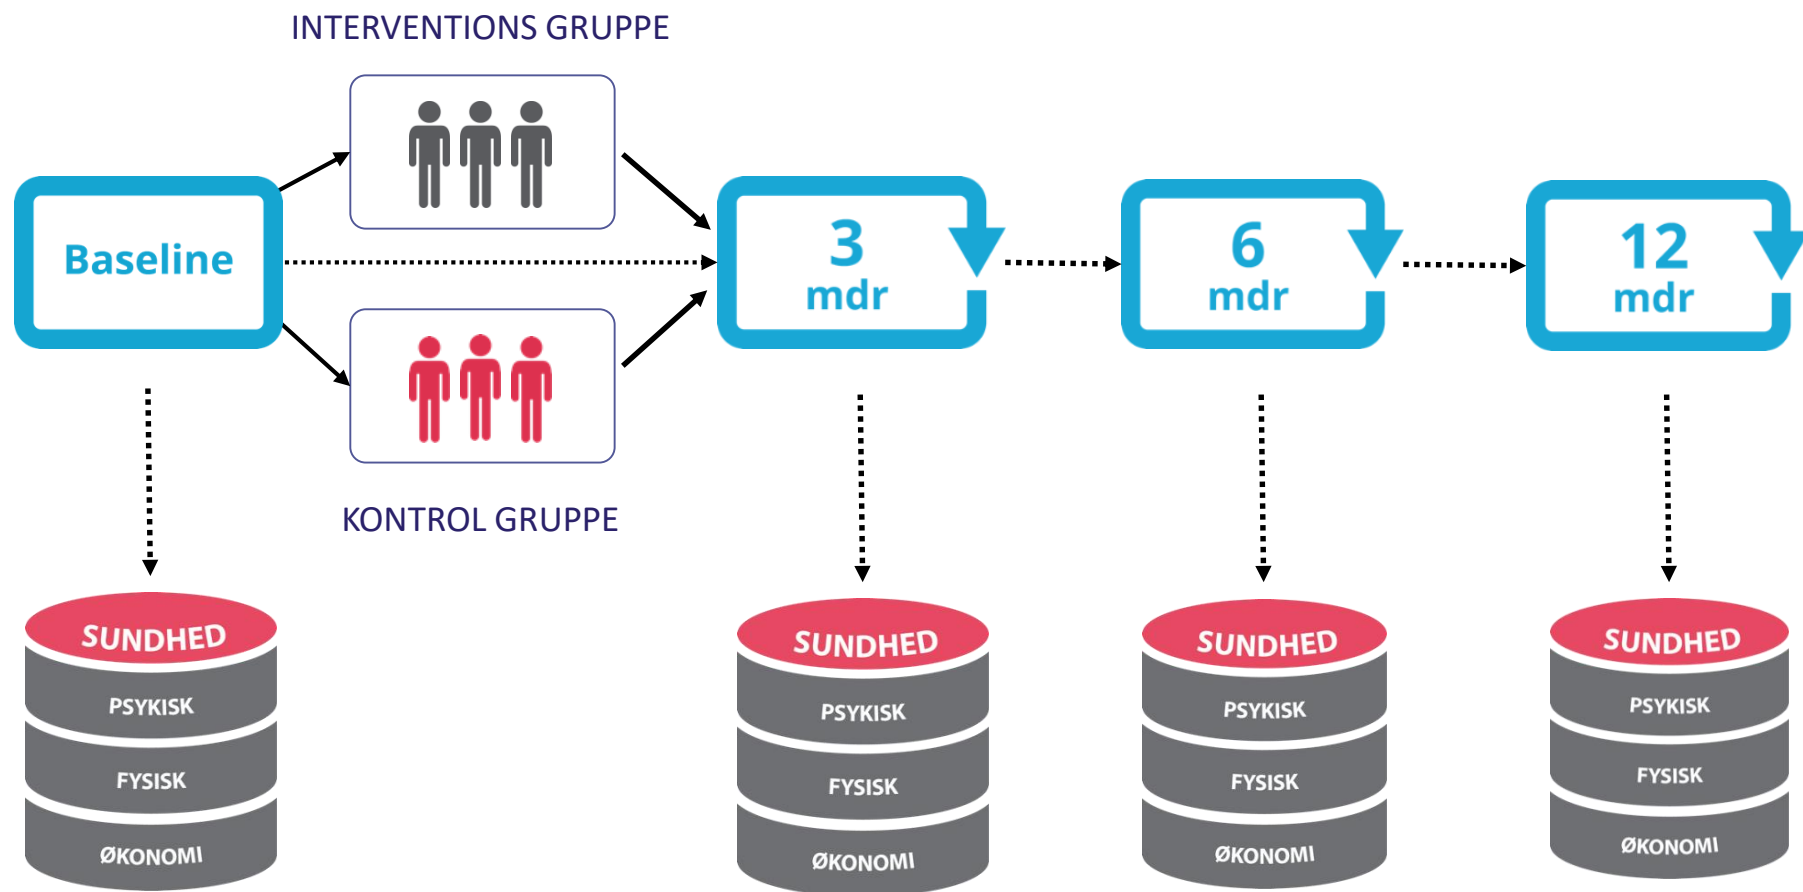 INTERVENTIONS GRUPPE
Baseline
3
mdr
6
mdr
12
mdr
KONTROL GRUPPE
SUNDHED
PSYKISK
FYSISK
ØKONOMI
SUNDHED
PSYKISK
FYSISK
ØKONOMI
SUNDHED
PSYKISK
FYSISK
ØKONOMI
SUNDHED
PSYKISK
FYSISK
ØKONOMI